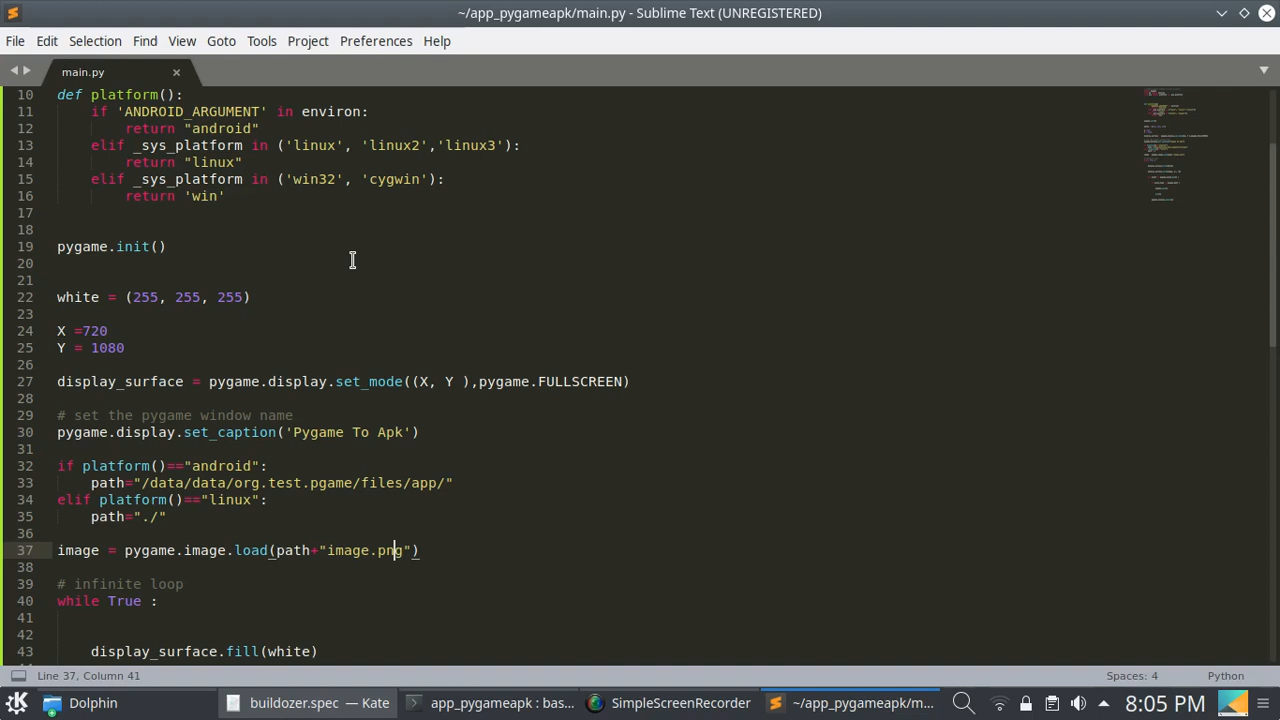 ~/app_pygameapk/main.py - Sublime Text (UNREGISTERED)
File Edit Selection Find View Goto Tools Project Preferences Help
main.py
10 def platform():
11 if 'ANDROID_ARGUMENT' in environ:
12 return "android"
13 elif _sys_platform in ('linux', 'linux2','linux3'):
14 return "linux"
15 elif _sys_platform in ('win32', 'cygwin'):
16 return 'win'
17
18
19 pygame.init()
20
21
22 white = (255, 255, 255)
23
24 X =720
25 Y = 1080
26
27 display_surface = pygame.display.set_mode((X, Y ),pygame.FULLSCREEN)
28
29 # set the pygame window name
30 pygame.display.set_caption('Pygame To Apk')
31
32 if platform()=="android":
33 path="/data/data/org.test.pgame/files/app/"
34 elif platform()=="linux":
35 path="./"
36
37 image = pygame.image.load(path+"image.png")
38
39 # infinite loop
40 while True :
41
42
43 display_surface.fill(white)
Line 37, Column 41 Spaces: 4 Python
Dolphin buildozer.spec — Kate app_pygameapk : bas... SimpleScreenRecorder ~/app_pygameapk/m... 8:05 PM